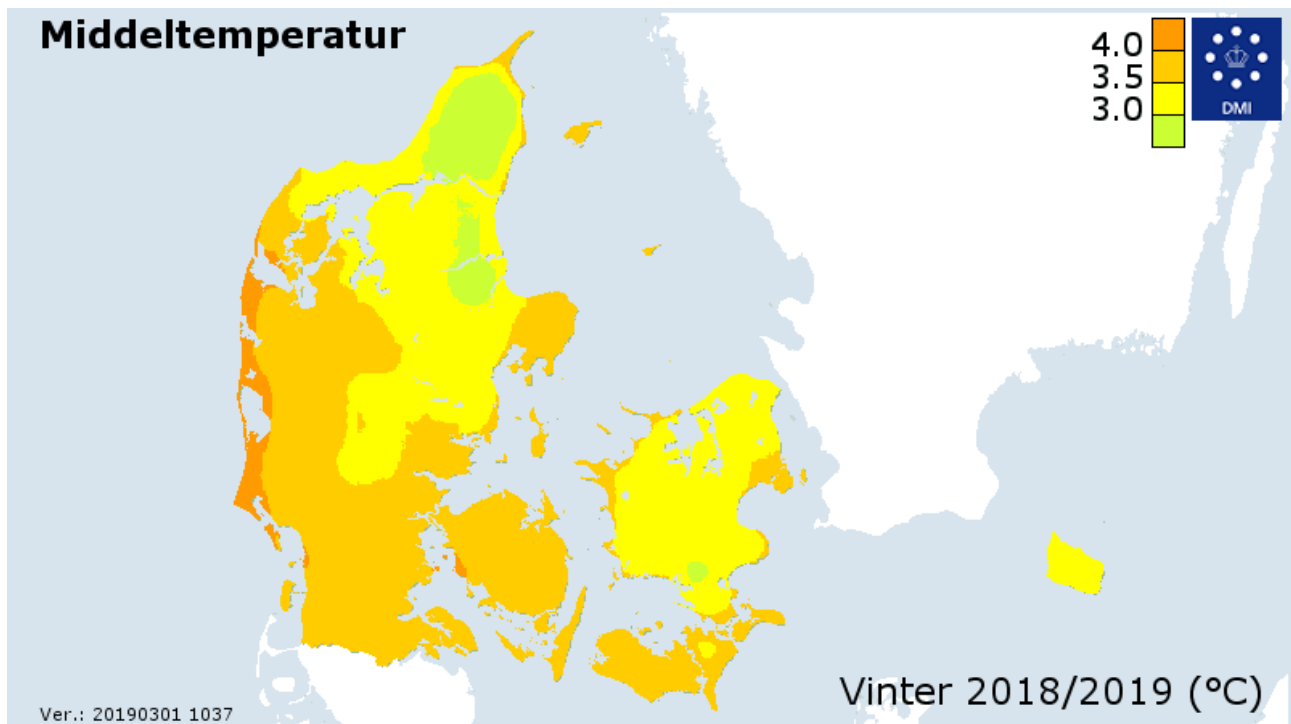 Middeltemperatur
4.0
3.5
3.0
DMI
Vinter 2018/2019 (°C)
Ver.: 20190301 1037